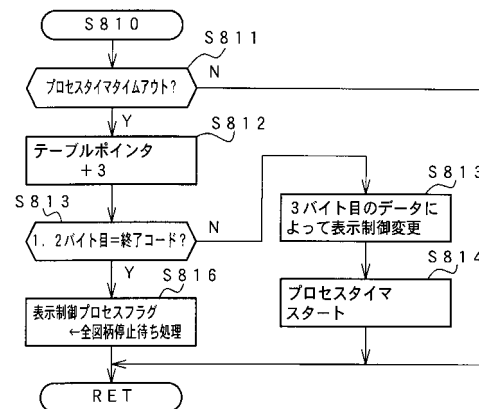 S810
S811
プロセスタイマタイムアウト?
N
Y
S812
テーブルポインタ
+3
S813
1．2バイト目=終了コード?
N
Y
S813
3バイト目のデータに
よって表示制御変更
S814
プロセスタイマ
スタート
S816
表示制御プロセスフラグ
←全図柄停止待ち処理
RET